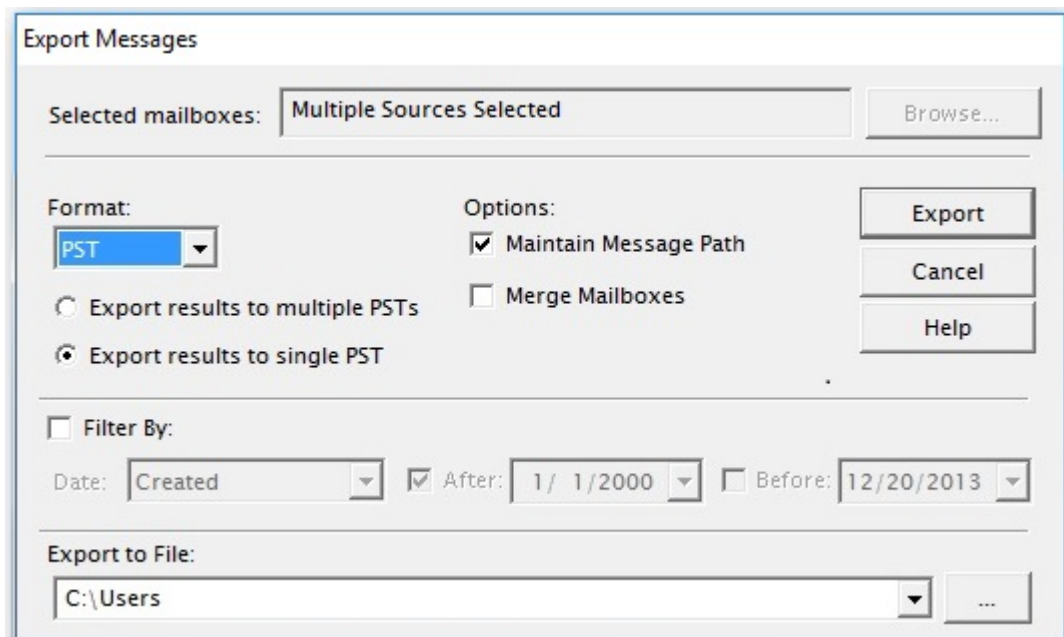 Export Messages
Selected mailboxes: Multiple Sources Selected Browse...
Format: Options:
PST Maintain Message Path Export
Merge Mailboxes Cancel
Export results to multiple PSTs Help
Export results to single PST
Filter By:
Date: Created After: 1/ 1/2000 Before: 12/20/2013
Export to File:
C:\Users ...